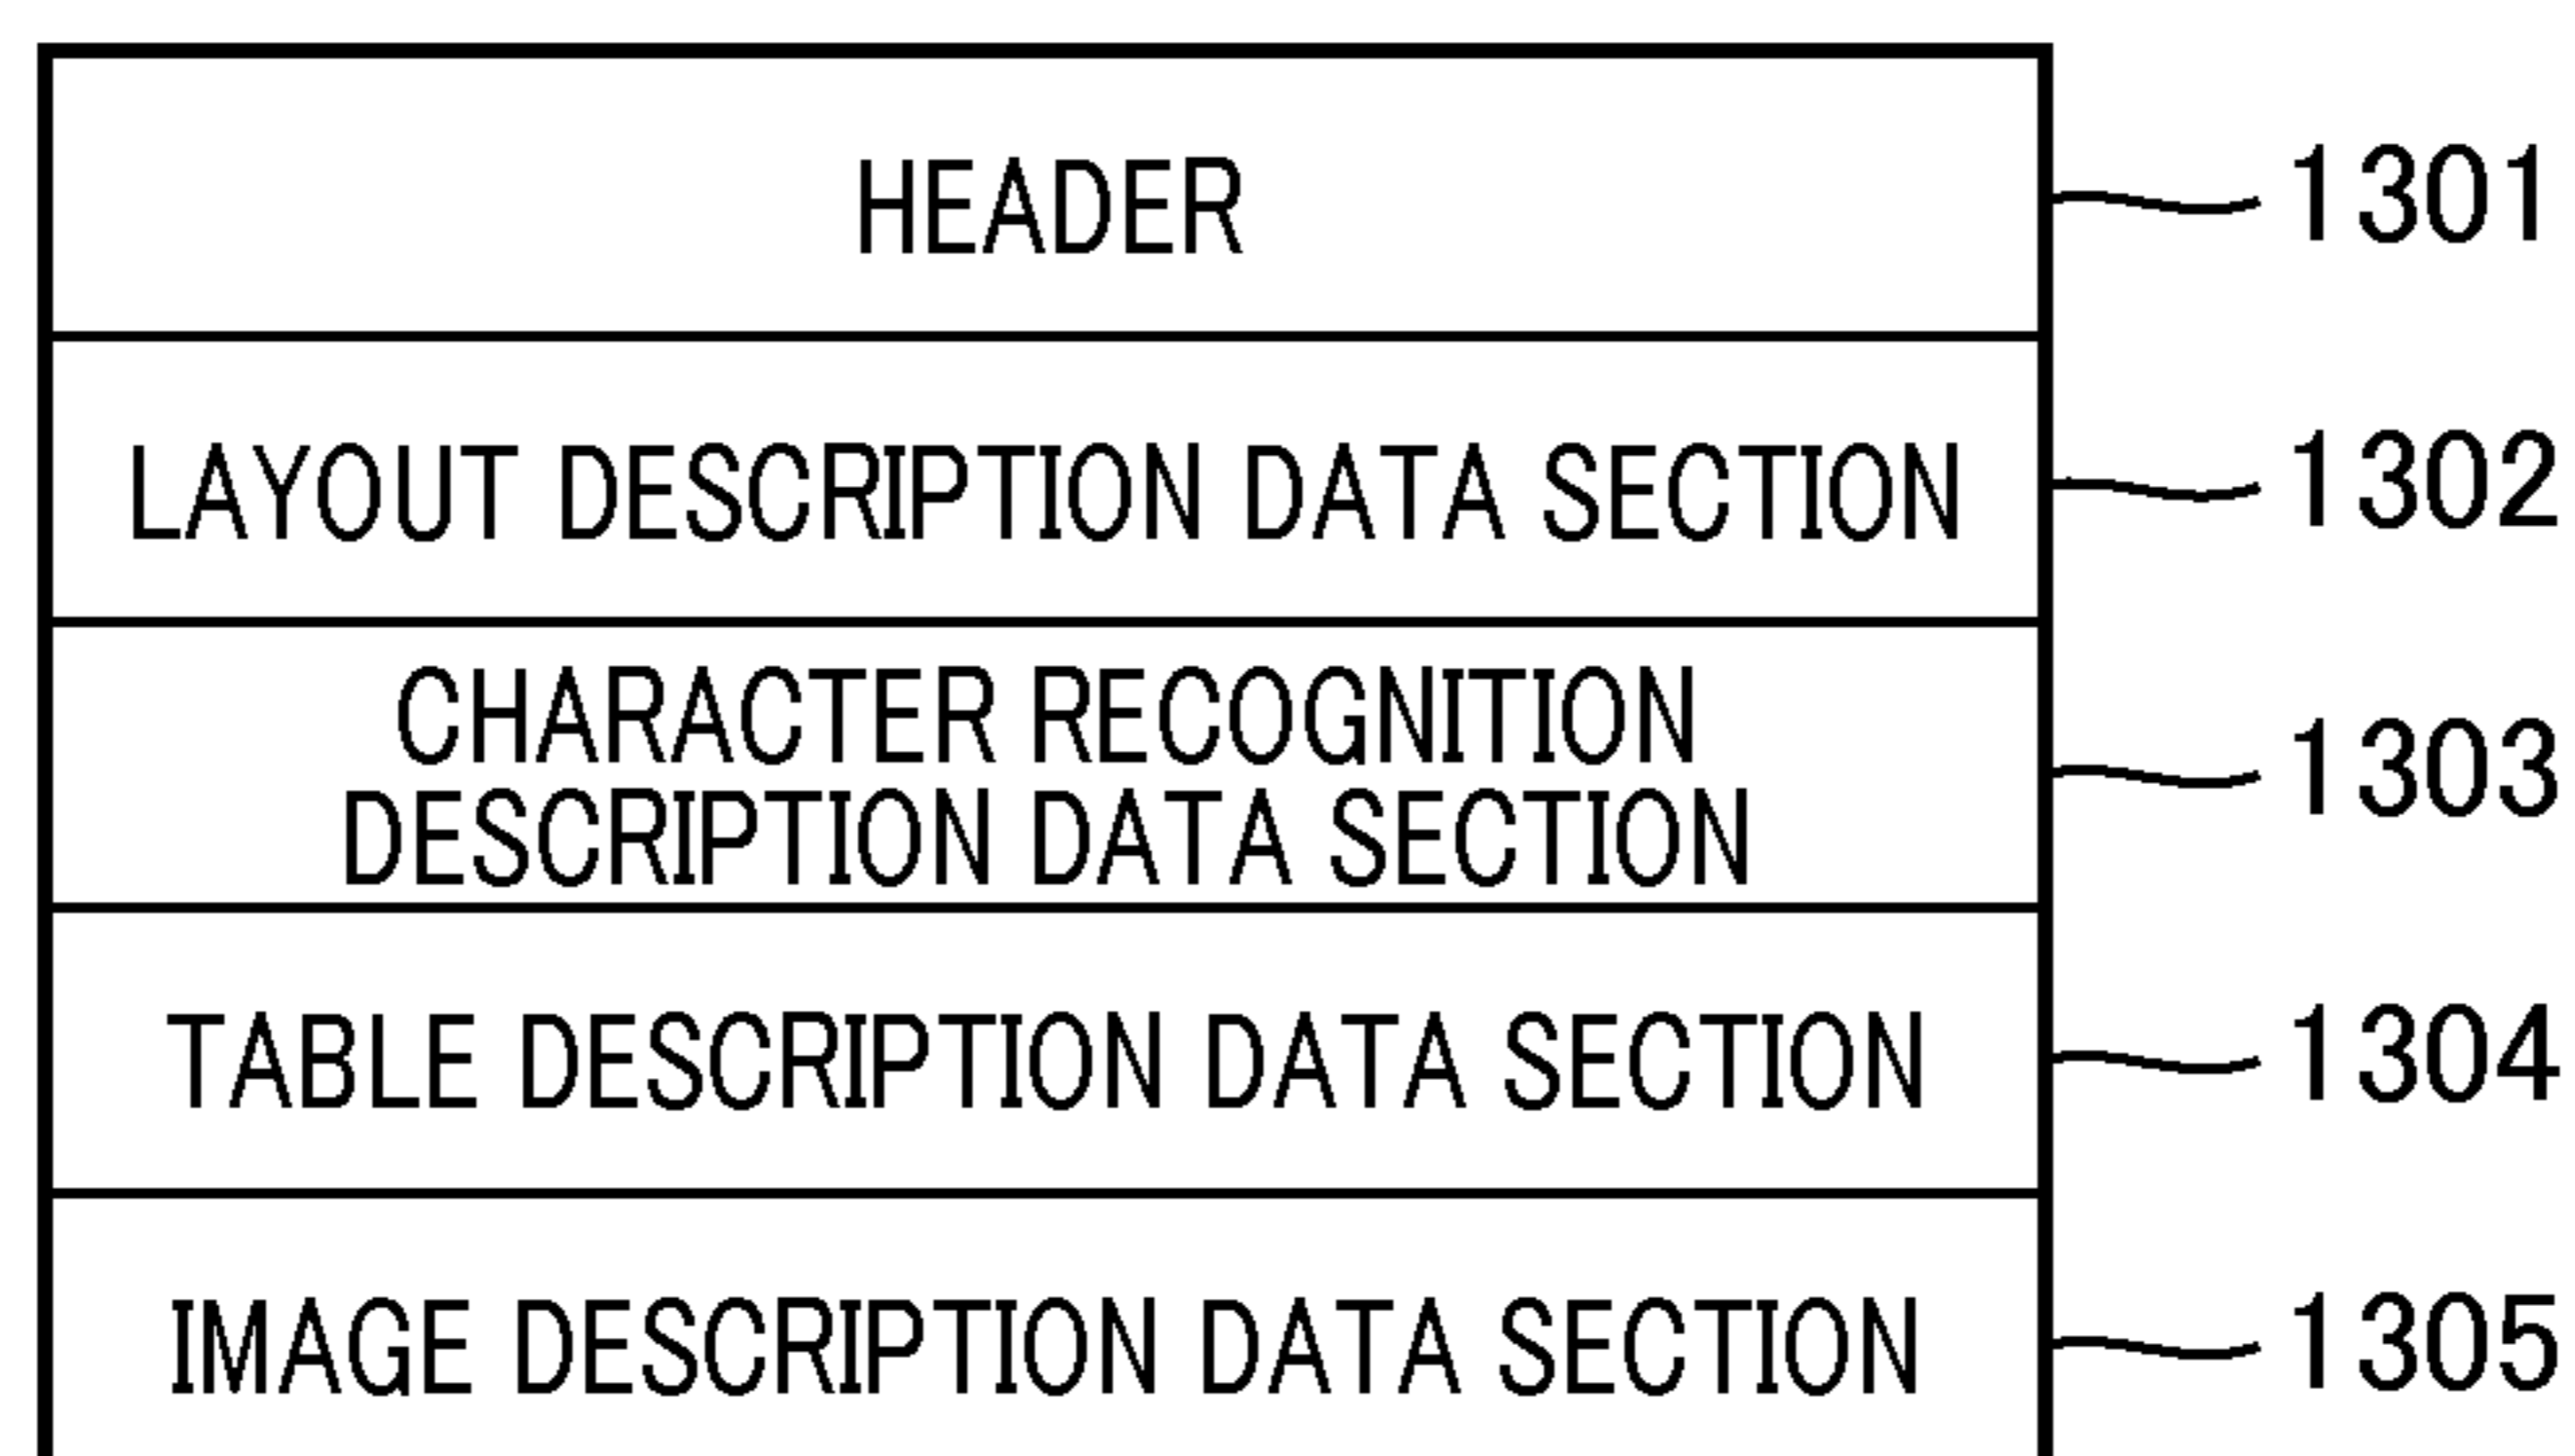 HEADER 1301
LAYOUT DESCRIPTION DATA SECTION 1302
CHARACTER RECOGNITION
DESCRIPTION DATA SECTION 1303
TABLE DESCRIPTION DATA SECTION 1304
IMAGE DESCRIPTION DATA SECTION 1305